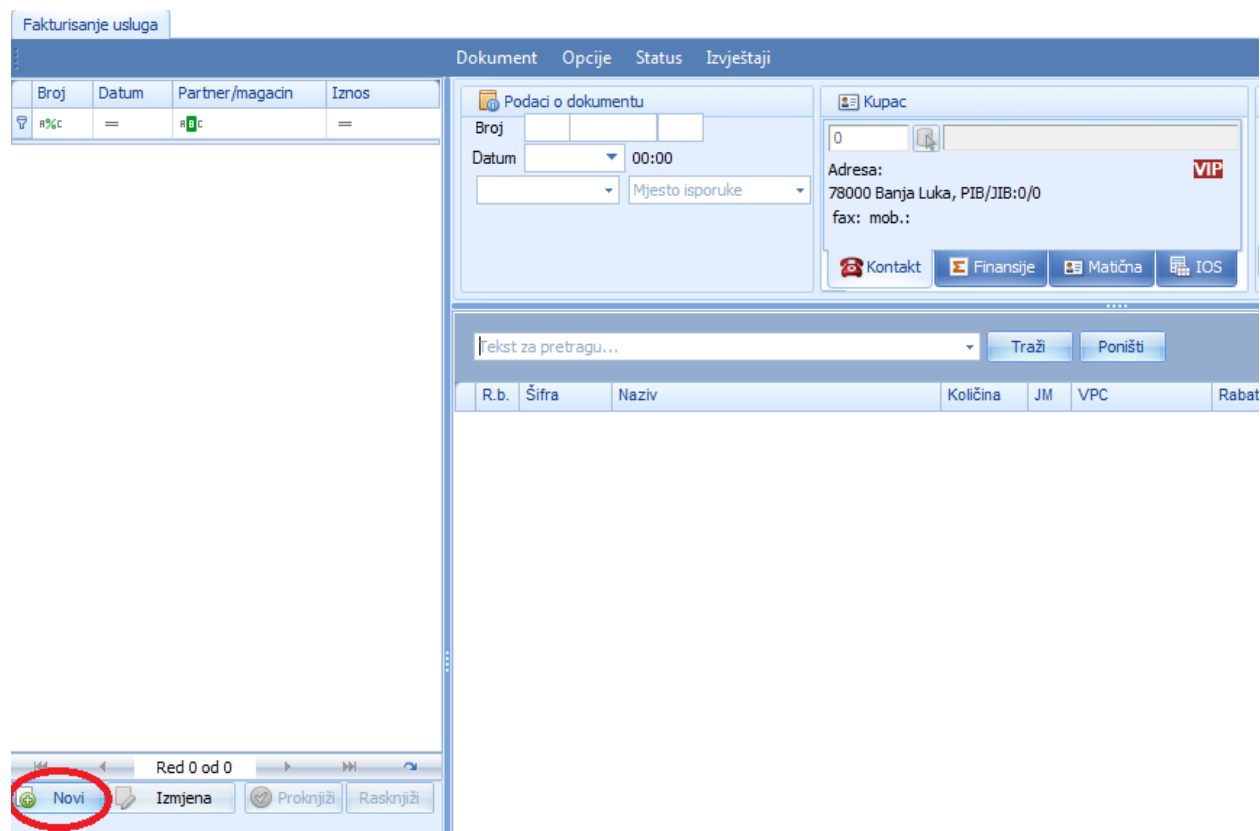 Fakturisanje usluga
Dokument Opcije Status Izvještaji
Broj Datum Partner/magacin Iznos
A%C = ABC =
Podaci o dokumentu
Broj
Datum 00:00
Mjesto isporuke
Kupac
0
Adresa: VIP
78000 Banja Luka, PIB/JIB:0/0
fax: mob.:
Kontakt Finansije Matična IOS
Tekst za pretragu... Traži Poništi
R.b. Šifra Naziv Količina JM VPC Rabat
Red 0 od 0
Novi Izmjena Proknjiži Rasknjiži